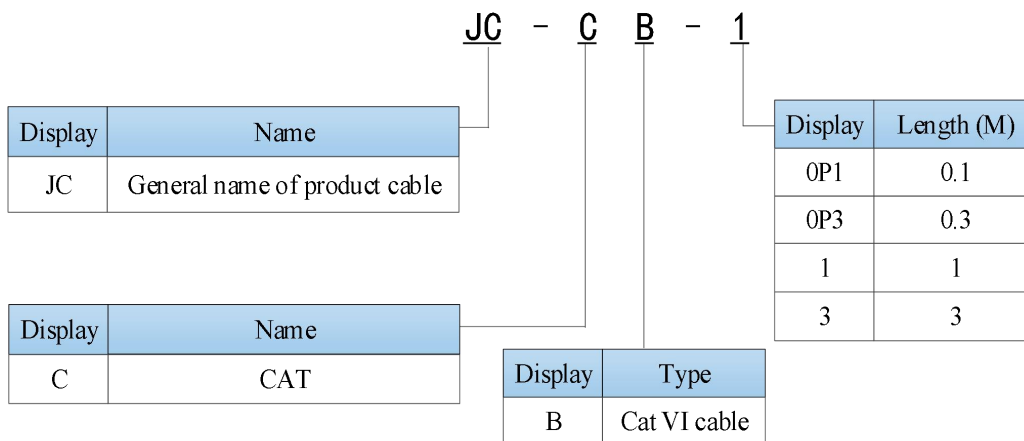 JC - C B - 1
Display Name
JC General name of product cable
Display Length (M)
0P1 0.1
0P3 0.3
1 1
3 3
Display Name
C CAT
Display Type
B Cat VI cable